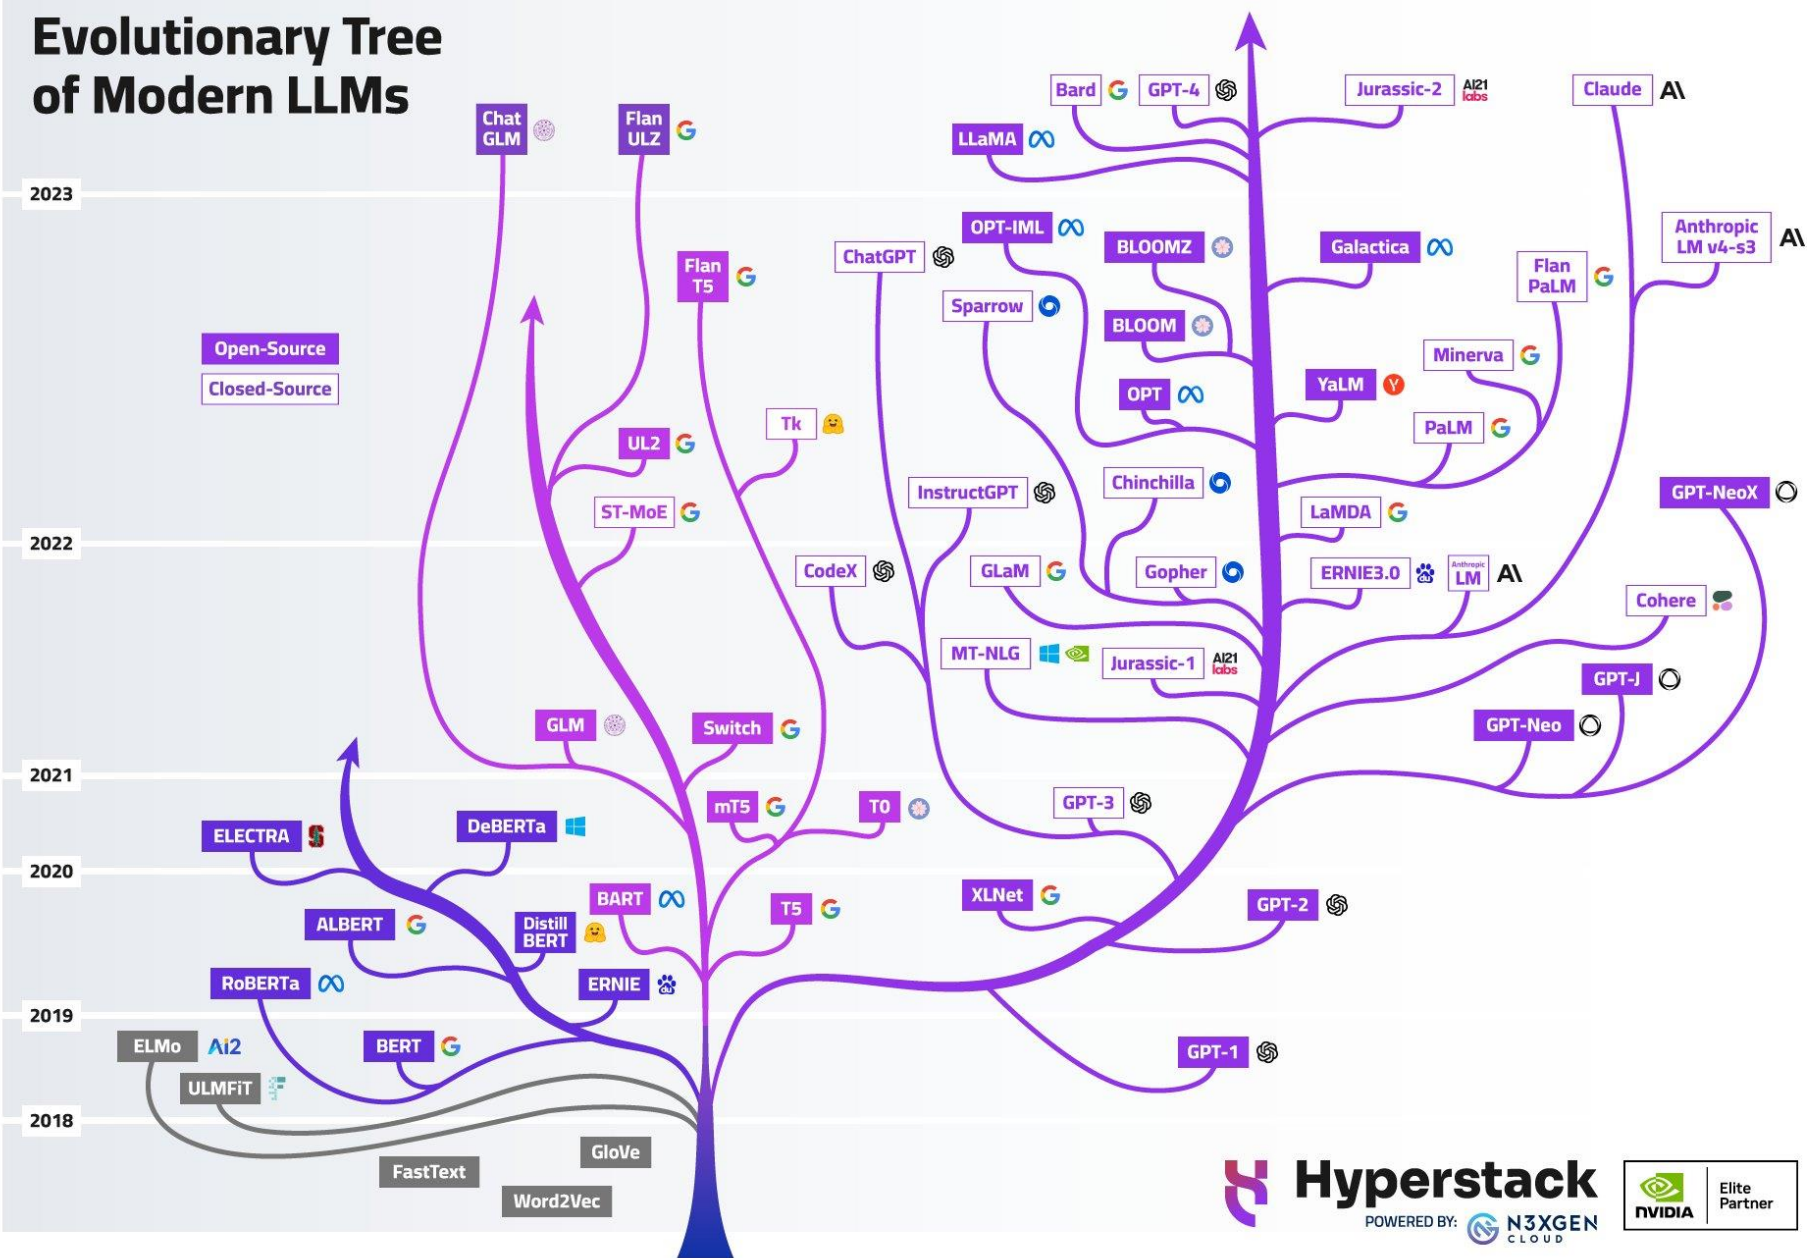 Evolutionary Tree
of Modern LLMs
Bard
GPT-4
Jurassic-2
AI21
labs
Claude
A\
Chat
GLM
Flan
ULZ
LLaMA
2023
OPT-IML
BLOOMZ
Galactica
Anthropic
LM v4-s3
A\
ChatGPT
Flan
T5
Flan
PaLM
Sparrow
BLOOM
Open-Source
Closed-Source
Minerva
YaLM
Y
OPT
Tk
PaLM
UL2
InstructGPT
Chinchilla
GPT-NeoX
ST-MoE
LaMDA
2022
CodeX
GLaM
Gopher
ERNIE3.0
du
Anthropic
LM
A\
Cohere
MT-NLG
Jurassic-1
AI21
labs
GPT-J
GLM
Switch
GPT-Neo
2021
mT5
T0
GPT-3
ELECTRA
S
DeBERTa
2020
BART
T5
XLNet
GPT-2
ALBERT
Distill
BERT
RoBERTa
ERNIE
du
2019
ELMo
Ai2
BERT
GPT-1
ULMFiT
2018
GloVe
FastText
Word2Vec
Hyperstack
POWERED BY:
N3XGEN
CLOUD
NVIDIA
Elite
Partner